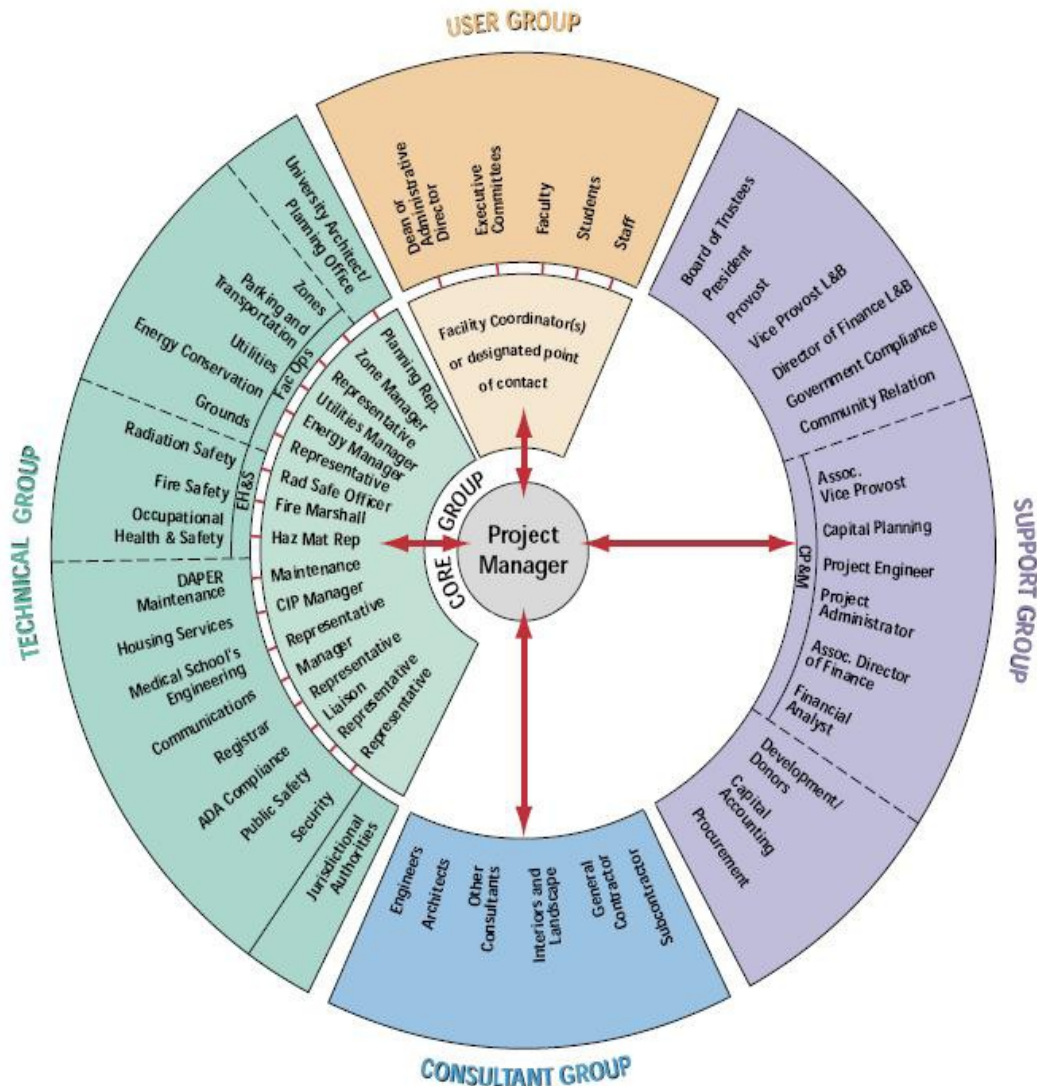 USER GROUP
Dean or
Administrative
Director
Executive
Committees
Faculty
Students
Staff
Facility Coordinator(s)
or designated point
of contact
TECHNICAL GROUP
University Architect/
Planning Office
Zones
Parking and
Transportation
Utilities
Energy Conservation
Grounds
Fac Ops
Radiation Safety
Fire Safety
Occupational
Health & Safety
EH&S
DAPER
Maintenance
Housing Services
Medical School's
Engineering
Communications
Registrar
ADA Compliance
Public Safety
Security
Jurisdictional
Authorities
Planning Rep.
Zone Manager
Representative
Utilities Manager
Energy Manager
Representative
Rad Safe Officer
Fire Marshall
Haz Mat Rep
Maintenance
CIP Manager
Representative
Manager
Representative
Liaison
Representative
Representative
CORE GROUP
Project
Manager
SUPPORT GROUP
Board of Trustees
President
Provost
Vice Provost L&B
Director of Finance L&B
Government Compliance
Community Relation
CP&M
Assoc.
Vice Provost
Capital Planning
Project Engineer
Project
Administrator
Assoc. Director
of Finance
Financial
Analyst
Development/
Donors
Capital
Accounting
Procurement
Engineers
Architects
Other
Consultants
Interiors and
Landscape
General
Contractor
Subcontractor
CONSULTANT GROUP